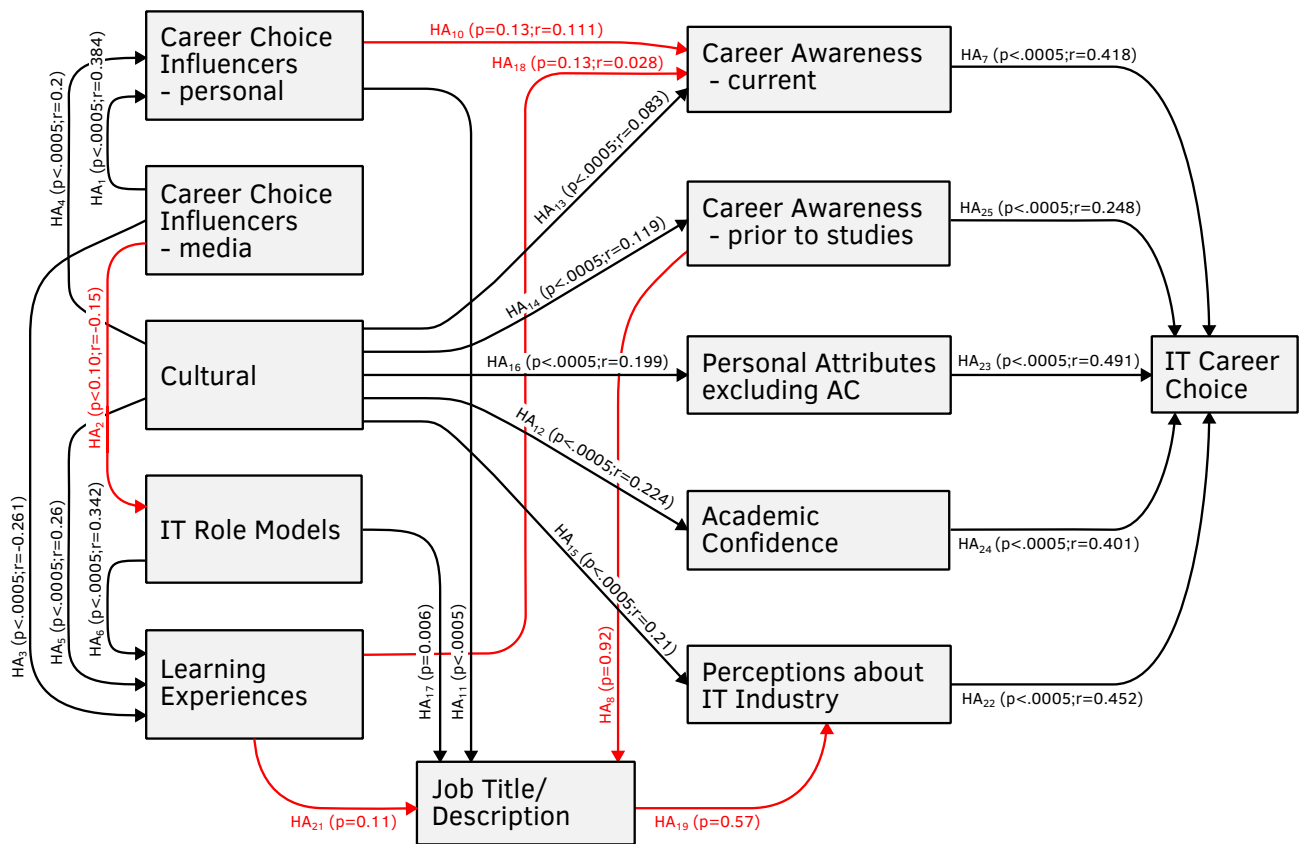 Career Choice
Influencers
- personal
Career Choice
Influencers
- media
Cultural
IT Role Models
Learning
Experiences
Job Title/
Description
Career Awareness
- current
Career Awareness
- prior to studies
Personal Attributes
excluding AC
Academic
Confidence
Perceptions about
IT Industry
IT Career
Choice
HA₄ (p<.0005;r=0.2)
HA₁ (p<.0005;r=0.384)
HA₂ (p<0.10;r=-0.15)
HA₃ (p<.0005;r=-0.261)
HA₅ (p<.0005;r=0.26)
HA₆ (p<.0005;r=0.342)
HA₁₀ (p=0.13;r=0.111)
HA₁₈ (p=0.13;r=0.028)
HA₁₃ (p<.0005;r=0.083)
HA₁₄ (p<.0005;r=0.119)
HA₁₆ (p<.0005;r=0.199)
HA₁₂ (p<.0005;r=0.224)
HA₁₅ (p<.0005;r=0.21)
HA₁₇ (p=0.006)
HA₁₁ (p<.0005)
HA₈ (p=0.92)
HA₂₁ (p=0.11)
HA₁₉ (p=0.57)
HA₇ (p<.0005;r=0.418)
HA₂₅ (p<.0005;r=0.248)
HA₂₃ (p<.0005;r=0.491)
HA₂₄ (p<.0005;r=0.401)
HA₂₂ (p<.0005;r=0.452)